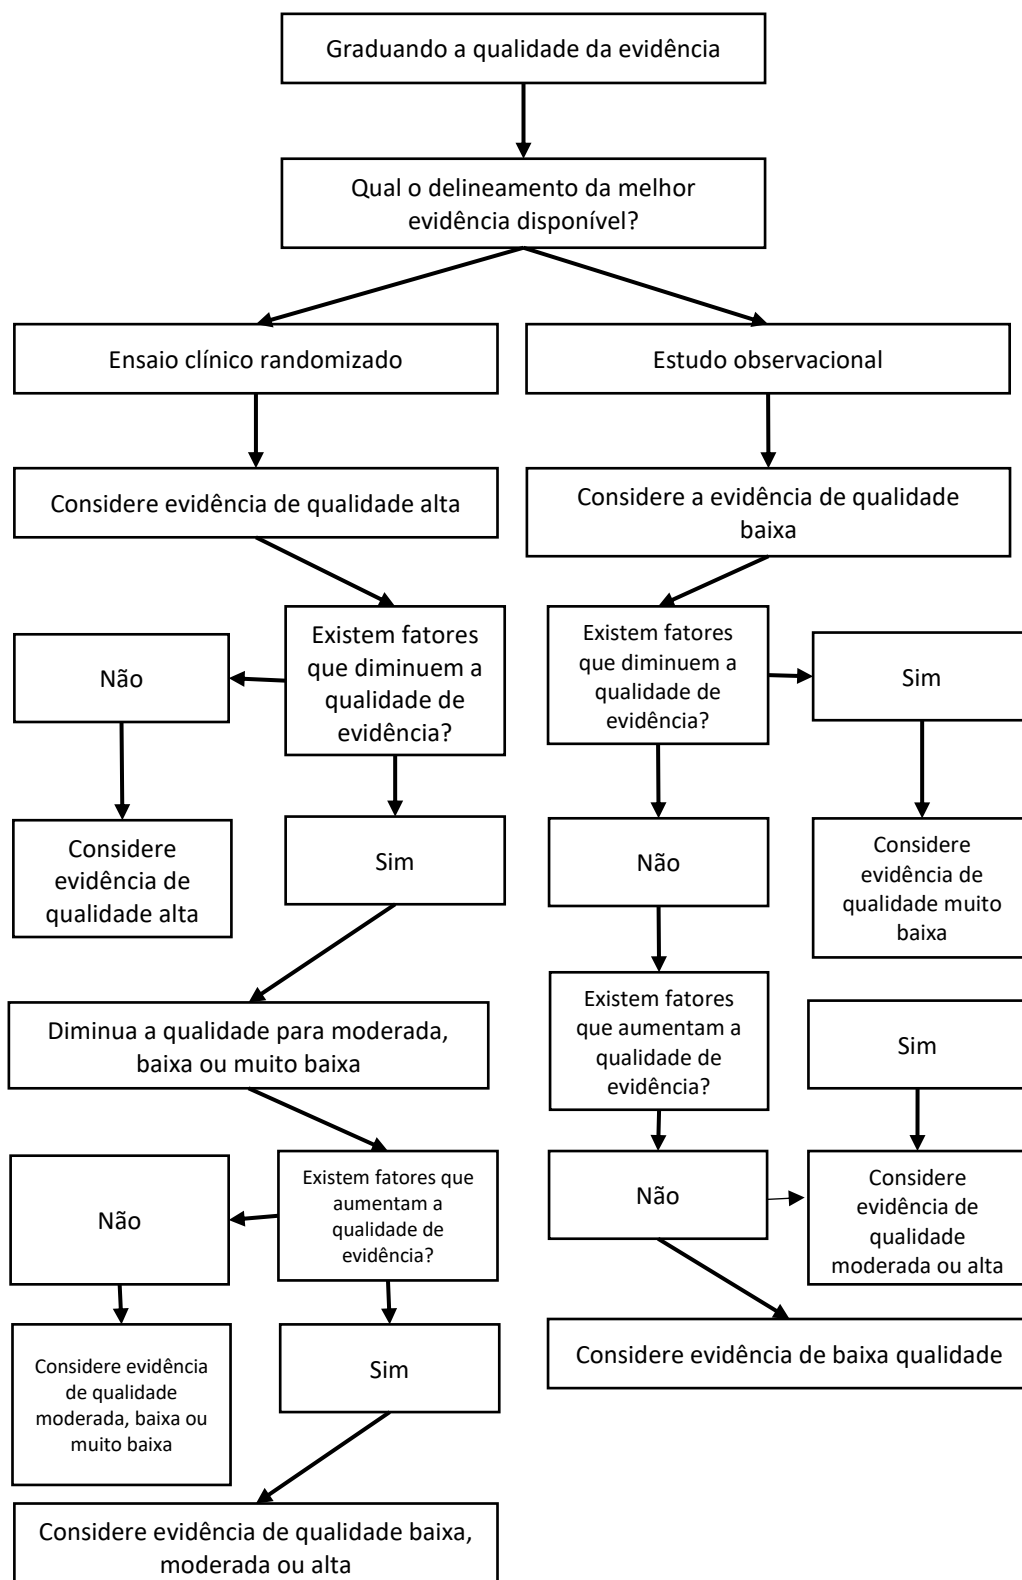 Graduando a qualidade da evidência
Qual o delineamento da melhor
evidência disponível?
Ensaio clínico randomizado
Estudo observacional
Considere evidência de qualidade alta
Considere a evidência de qualidade
baixa
Não
Existem fatores
que diminuem a
qualidade de
evidência?
Existem fatores
que diminuem a
qualidade de
evidência?
Sim
Considere
evidência de
qualidade alta
Sim
Não
Considere
evidência de
qualidade muito
baixa
Diminua a qualidade para moderada,
baixa ou muito baixa
Existem fatores
que aumentam a
qualidade de
evidência?
Sim
Não
Existem fatores que
aumentam a
qualidade de
evidência?
Não
Considere
evidência de
qualidade
moderada ou alta
Considere evidência
de qualidade
moderada, baixa ou
muito baixa
Sim
Considere evidência de baixa qualidade
Considere evidência de qualidade baixa,
moderada ou alta